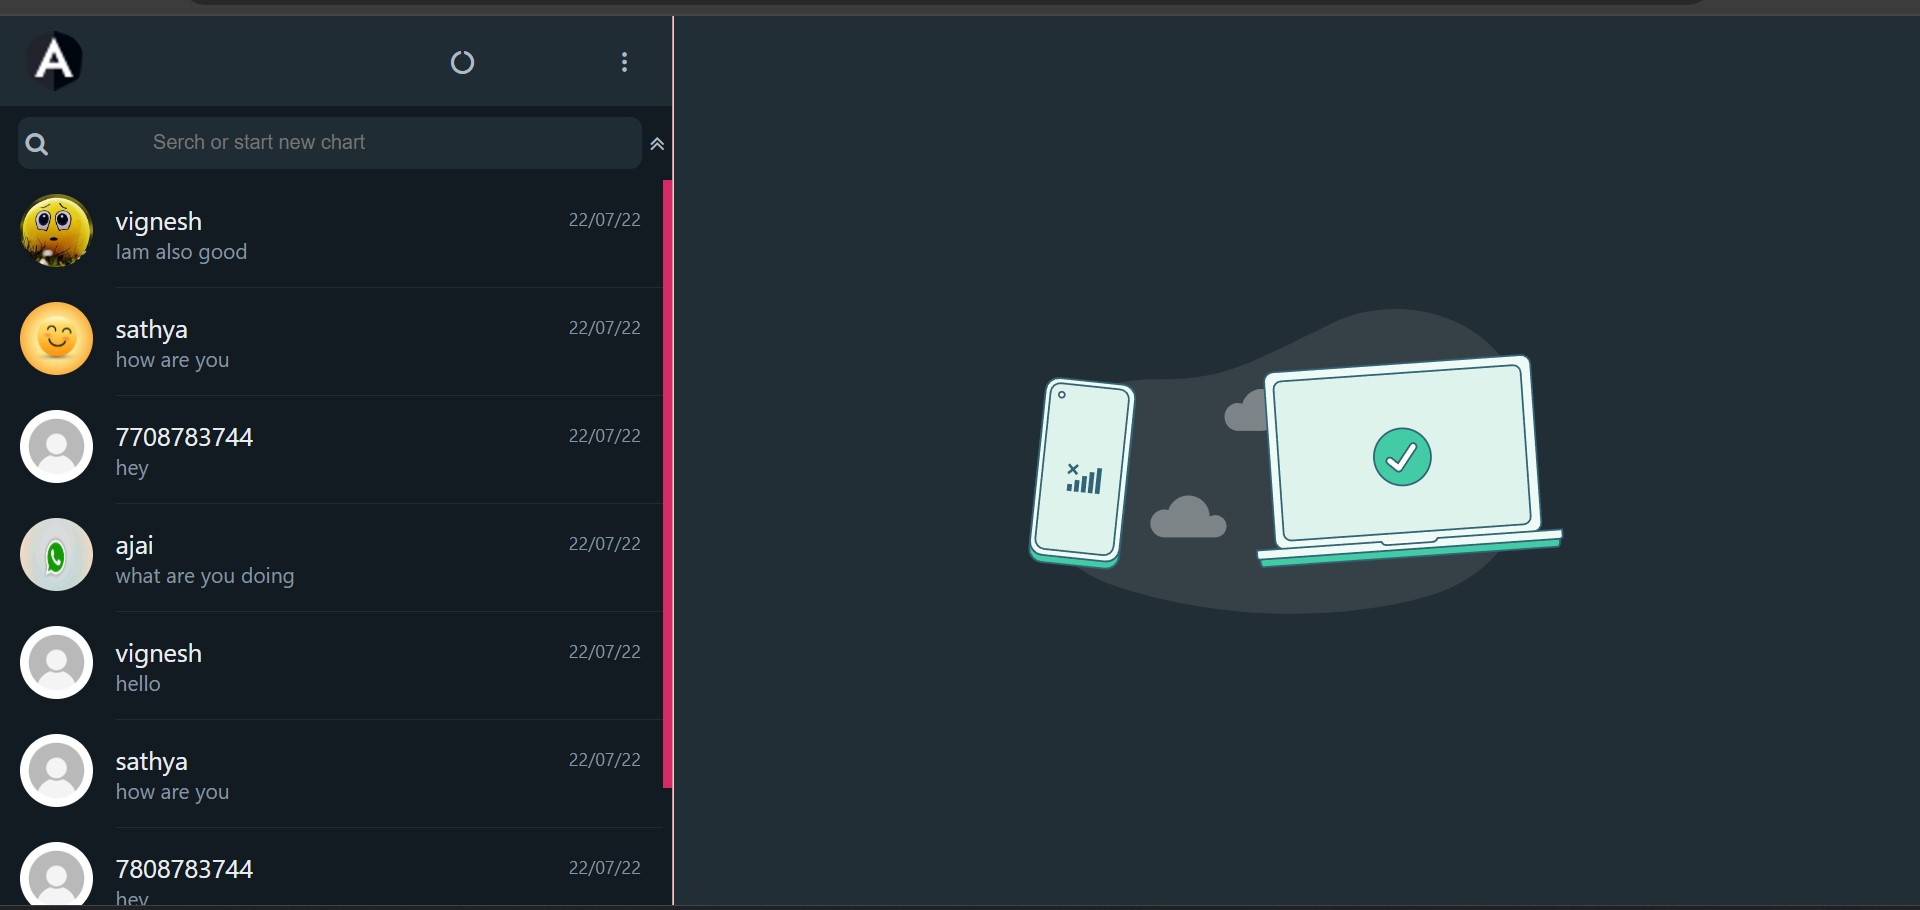 A
Serch or start new chart
vignesh
22/07/22
Iam also good
sathya
22/07/22
how are you
7708783744
22/07/22
hey
ajai
22/07/22
what are you doing
vignesh
22/07/22
hello
sathya
22/07/22
how are you
7808783744
22/07/22
hey